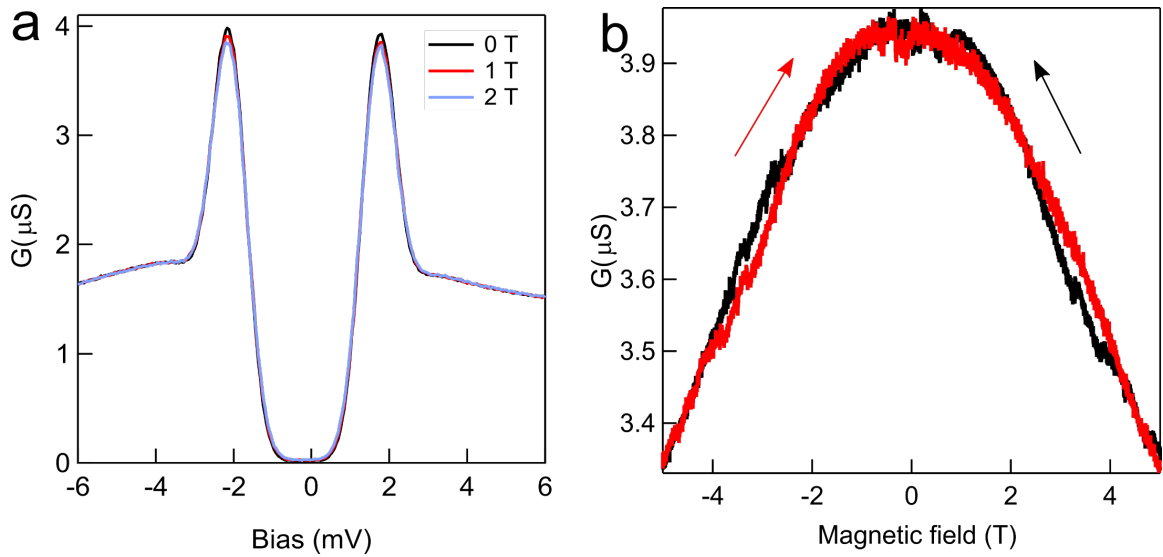 a
4
3
2
1
0
G(μS)
-6
-4
-2
0
2
4
6
Bias (mV)
0 T
1 T
2 T
b
3.9
3.8
3.7
3.6
3.5
3.4
G(μS)
-4
-2
0
2
4
Magnetic field (T)